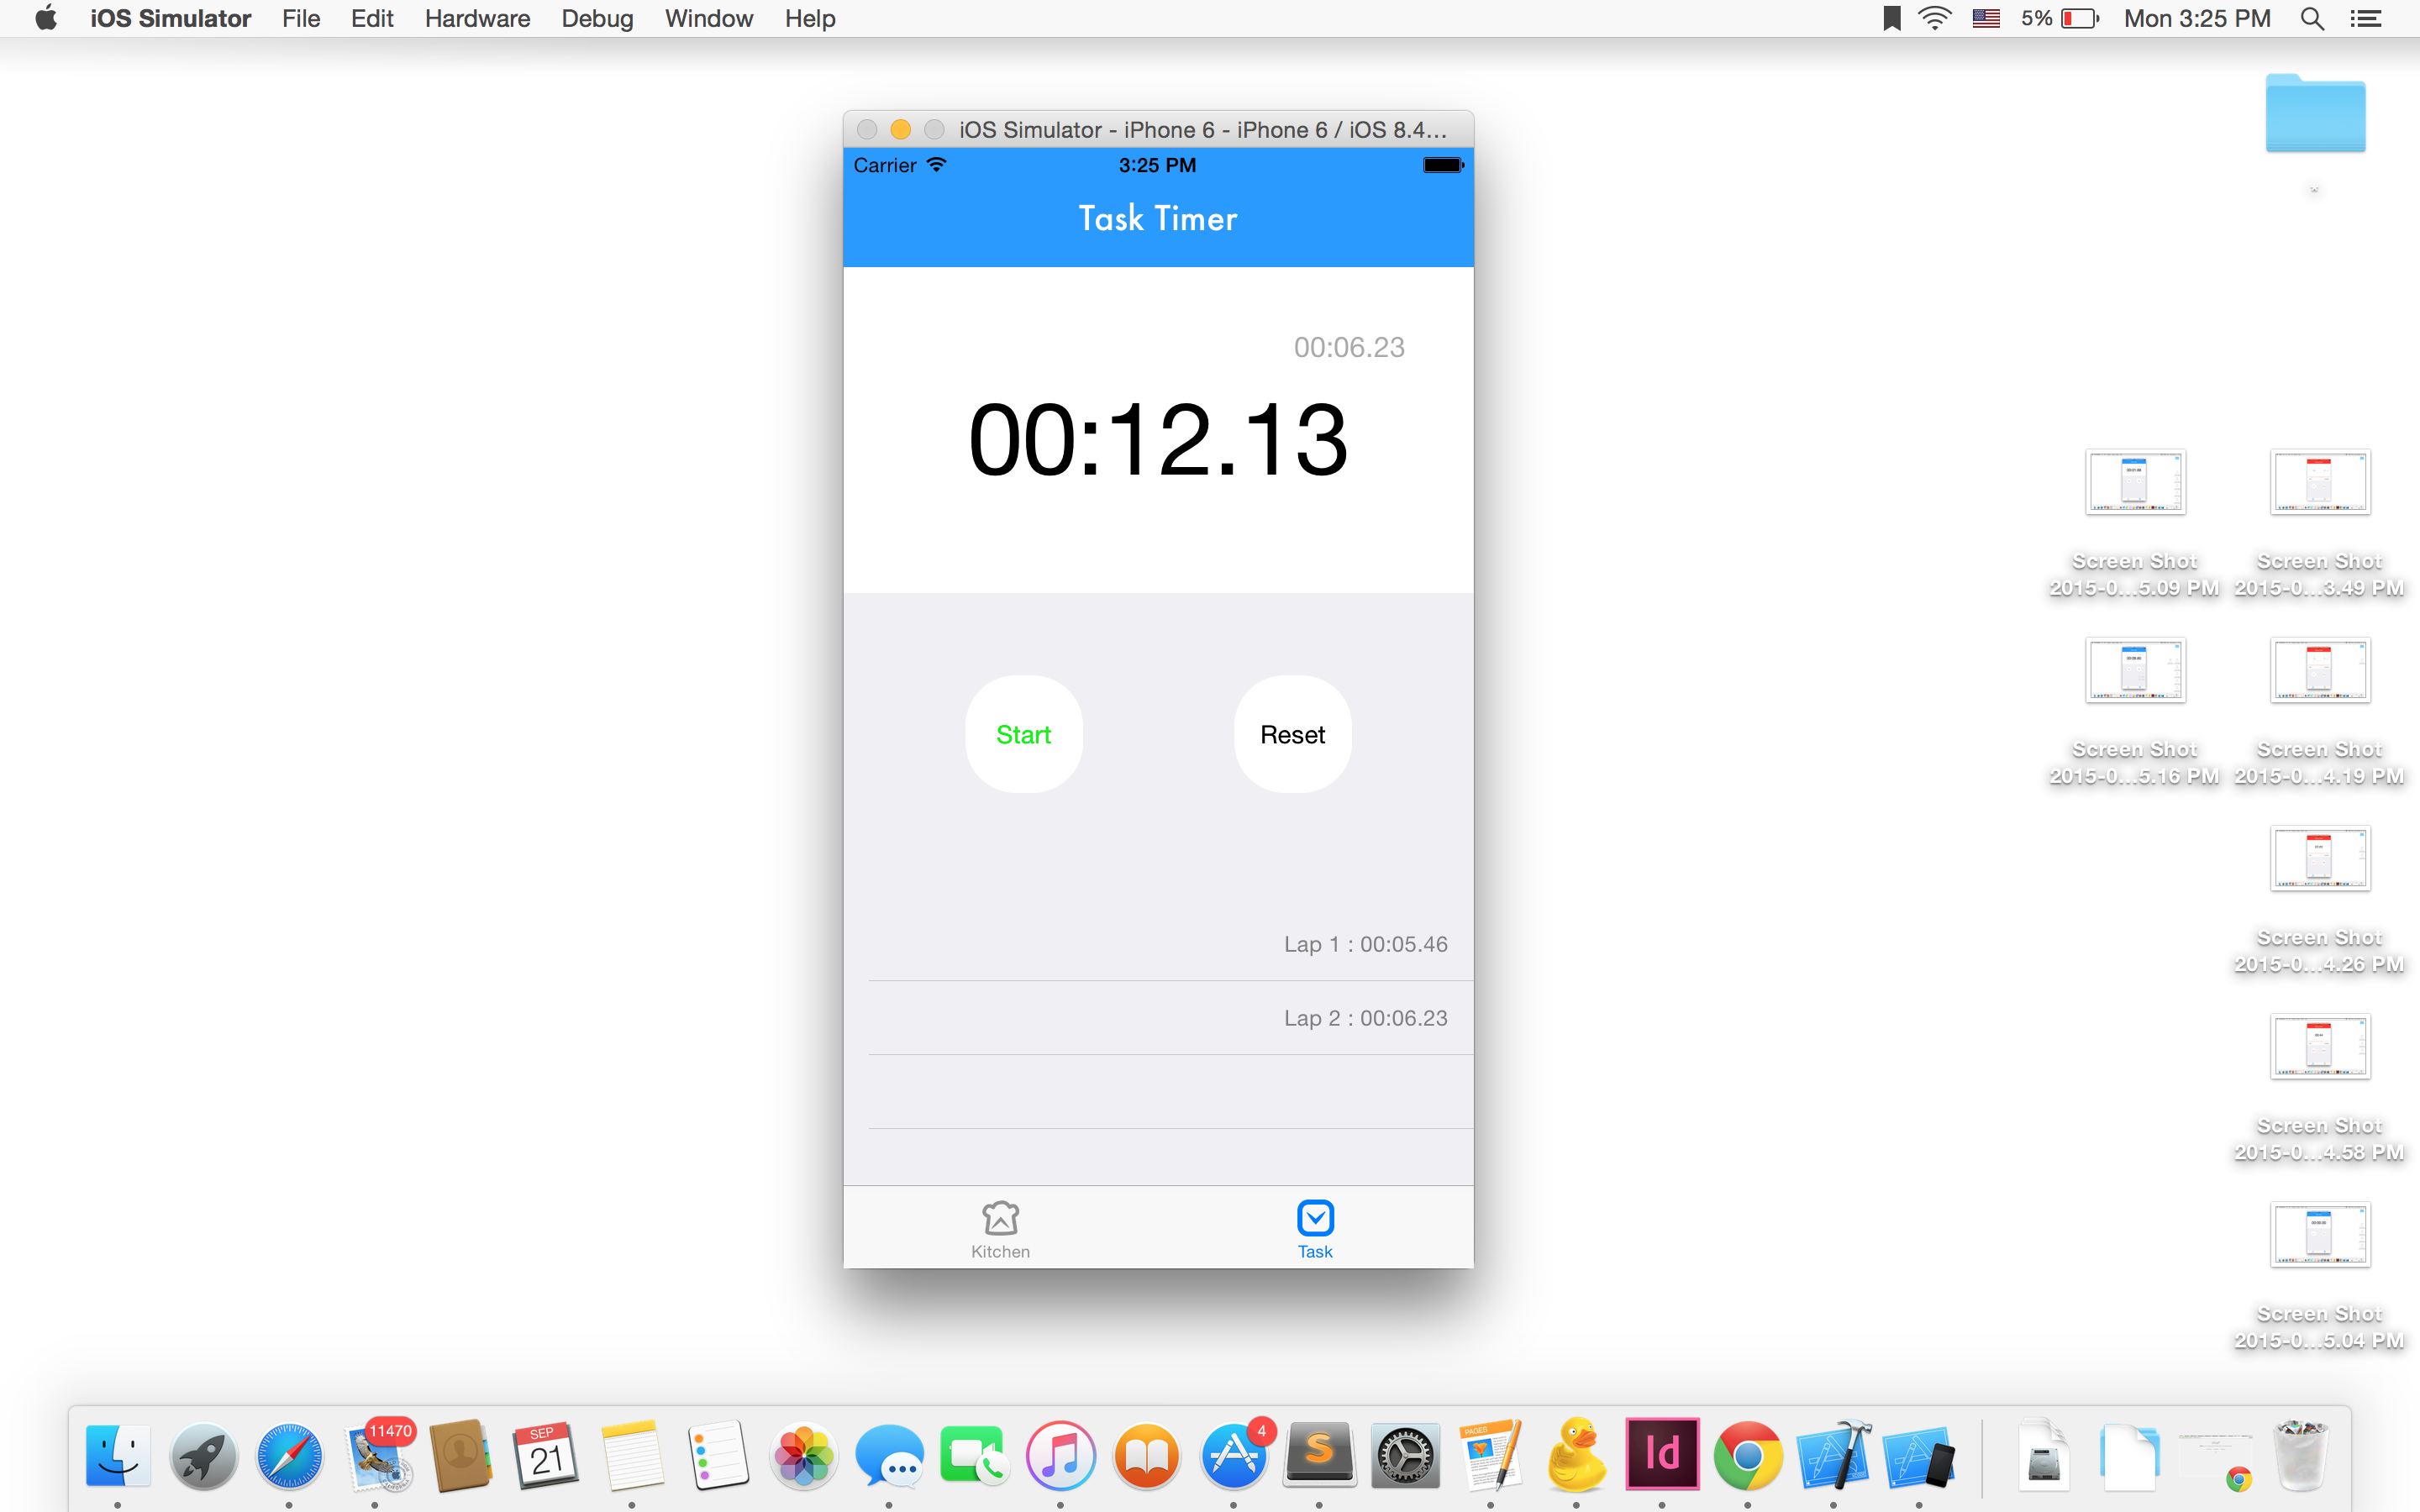 iOS Simulator File Edit Hardware Debug Window Help 5% Mon 3:25 PM
iOS Simulator - iPhone 6 - iPhone 6 / iOS 8.4...
Carrier 3:25 PM
Task Timer
00:06.23
00:12.13
Start Reset
Lap 1 : 00:05.46
Lap 2 : 00:06.23
Kitchen Task
Screen Shot
2015-0...5.09 PM
Screen Shot
2015-0...3.49 PM
Screen Shot
2015-0...5.16 PM
Screen Shot
2015-0...4.19 PM
Screen Shot
2015-0...4.26 PM
Screen Shot
2015-0...4.58 PM
Screen Shot
2015-0...5.04 PM
11470
SEP
21
4
S
PAGES
Id